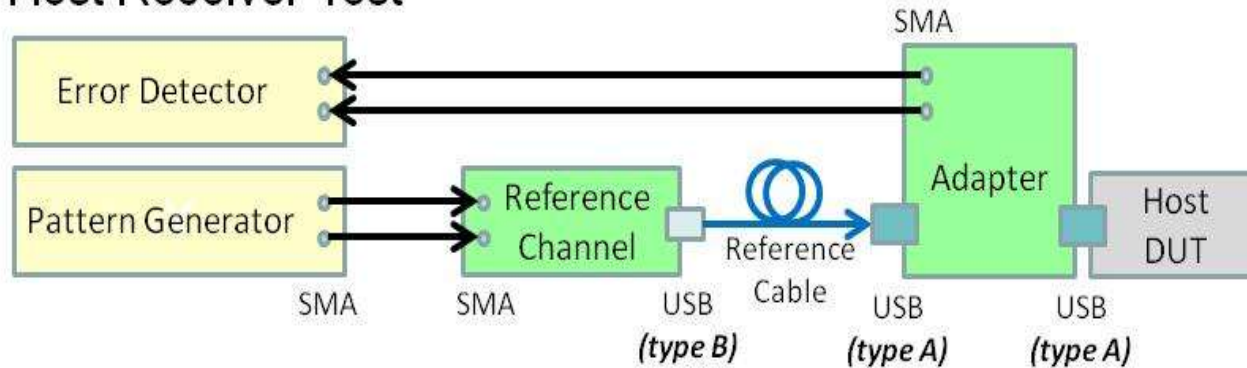 SMA
Error Detector
Pattern Generator
Reference
Channel
Adapter
Host
DUT
Reference
Cable
SMA
SMA
USB
(type B)
USB
(type A)
USB
(type A)